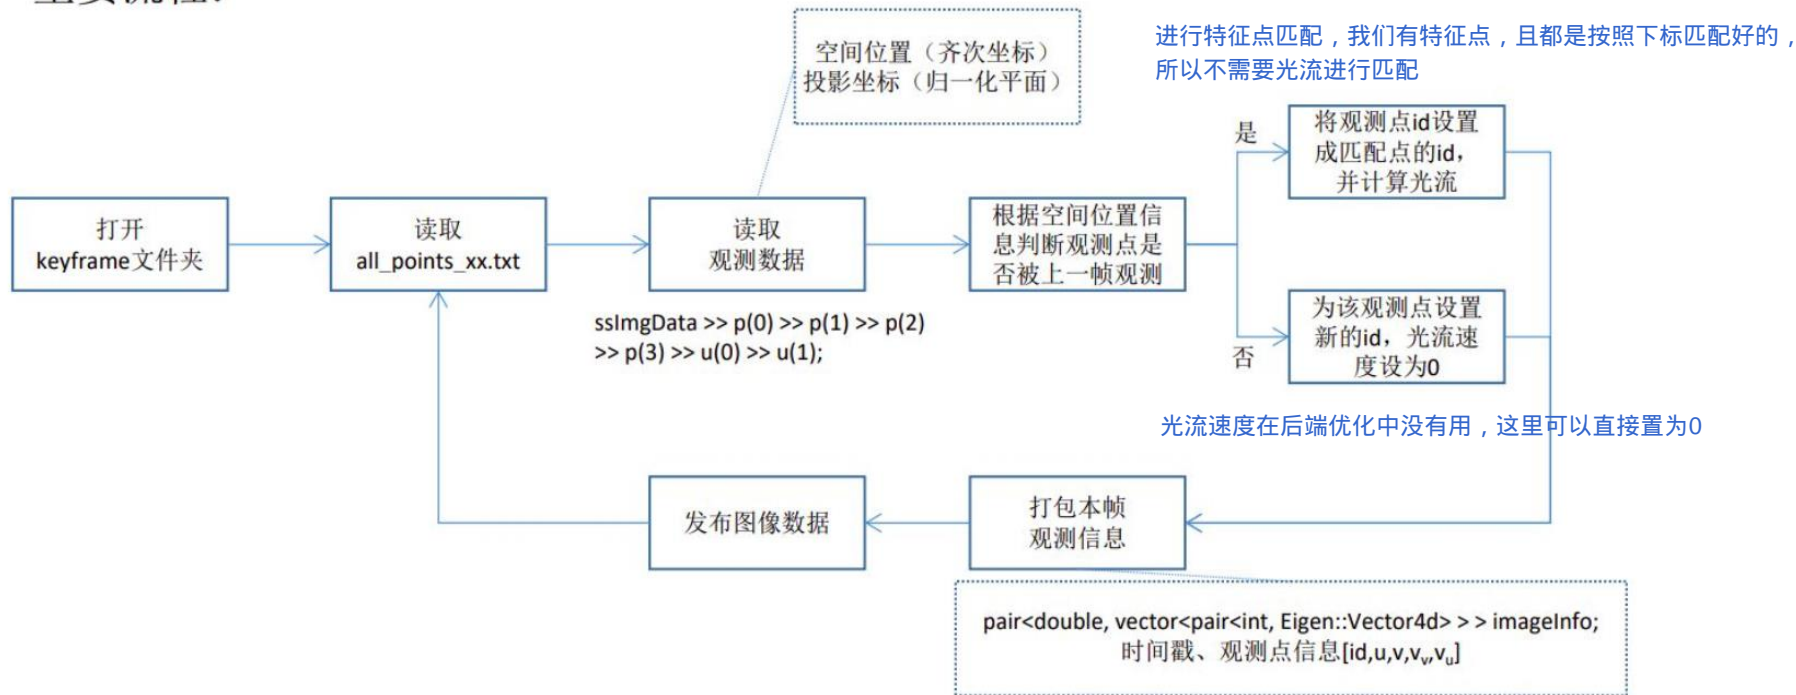 空间位置（齐次坐标）
投影坐标（归一化平面）
进行特征点匹配，我们有特征点，且都是按照下标匹配好的，
所以不需要光流进行匹配
打开
keyframe文件夹
读取
all_points_xx.txt
读取
观测数据
ssImgData >> p(0) >> p(1) >> p(2)
>> p(3) >> u(0) >> u(1);
根据空间位置信
息判断观测点是
否被上一帧观测
是
将观测点id设置
成匹配点的id，
并计算光流
否
为该观测点设置
新的id，光流速
度设为0
光流速度在后端优化中没有用，这里可以直接置为0
打包本帧
观测信息
发布图像数据
pair<double, vector<pair<int, Eigen::Vector4d> > > imageInfo;
时间戳、观测点信息[id,u,v,vᵥ,vᵤ]